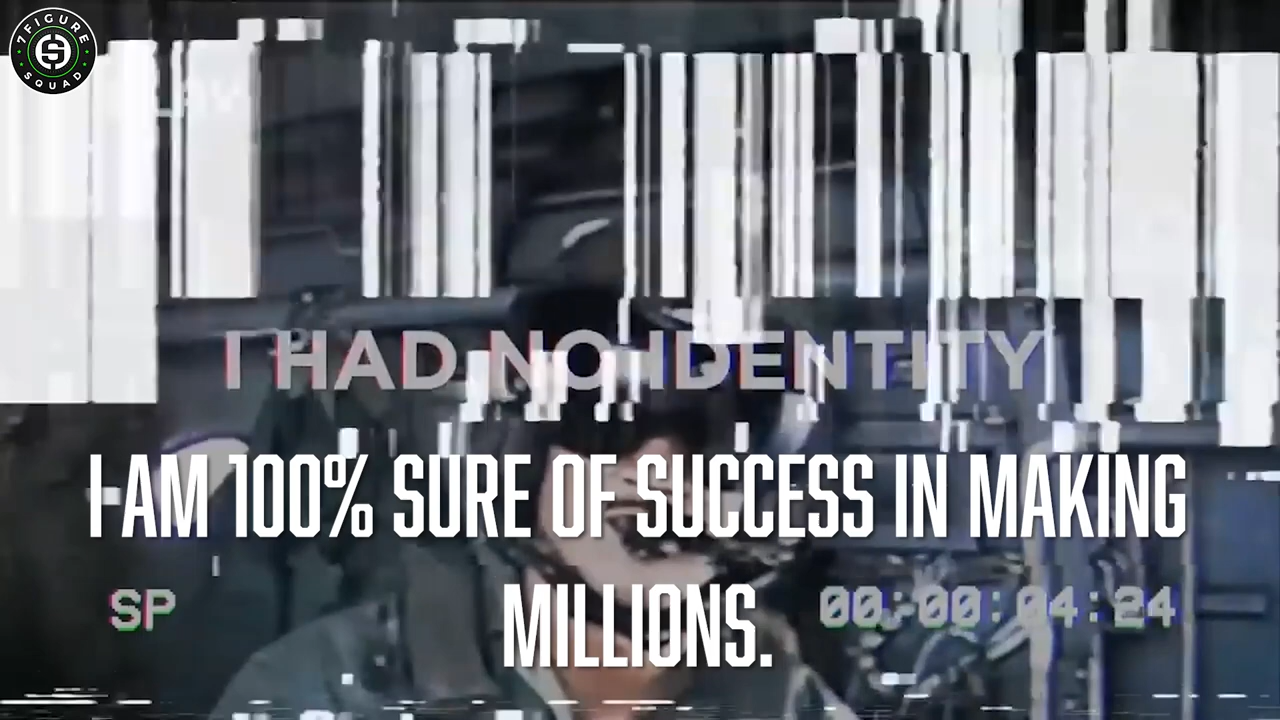 7FIGURE
SQUAD
I HAD NO IDENTITY
I AM 100% SURE OF SUCCESS IN MAKING
MILLIONS.
SP
00:00:04:24